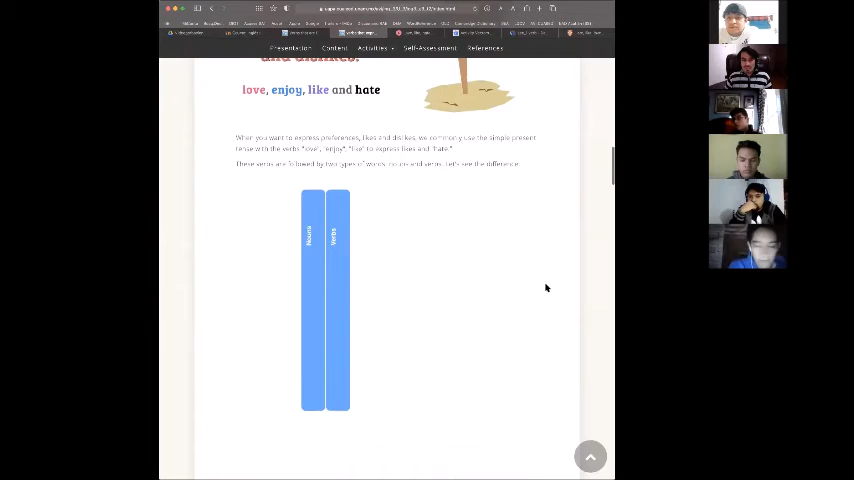 Presentation Content Activities Self-Assessment References
and dislikes.
love, enjoy, like and hate
When you want to express preferences, likes and dislikes, we commonly use the simple present
tense with the verbs "love", "enjoy", "like" to express likes and "hate."
These verbs are followed by two types of words, nouns and verbs. Let's see the difference:
Nouns
Verbs